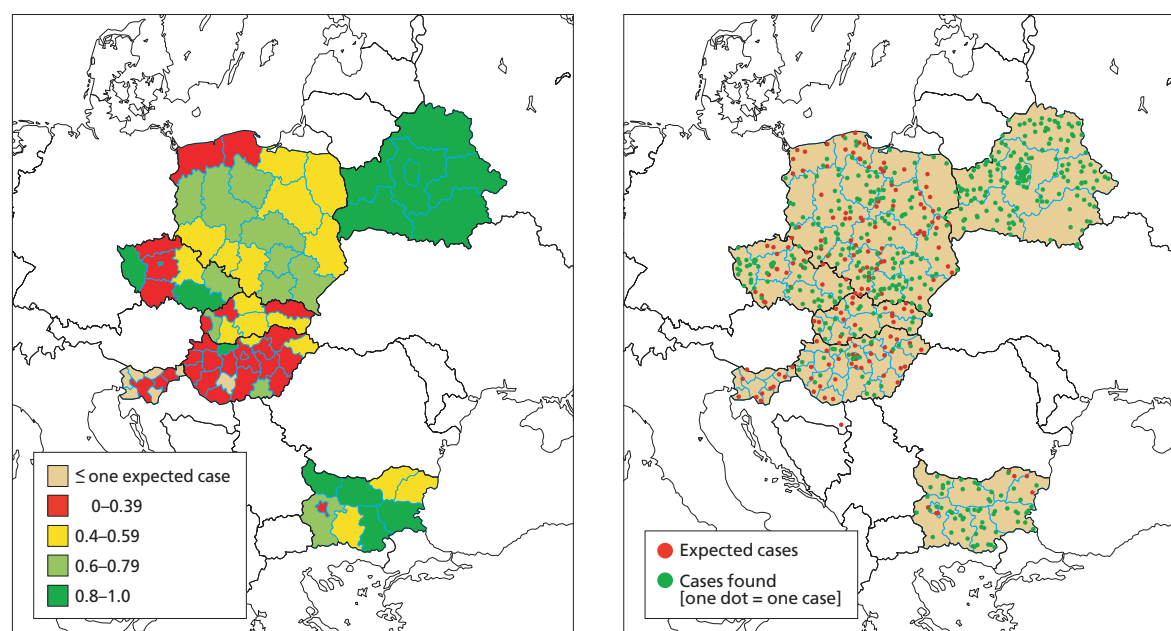 ≤ one expected case
0–0.39
0.4–0.59
0.6–0.79
0.8–1.0
Expected cases
Cases found
[one dot = one case]